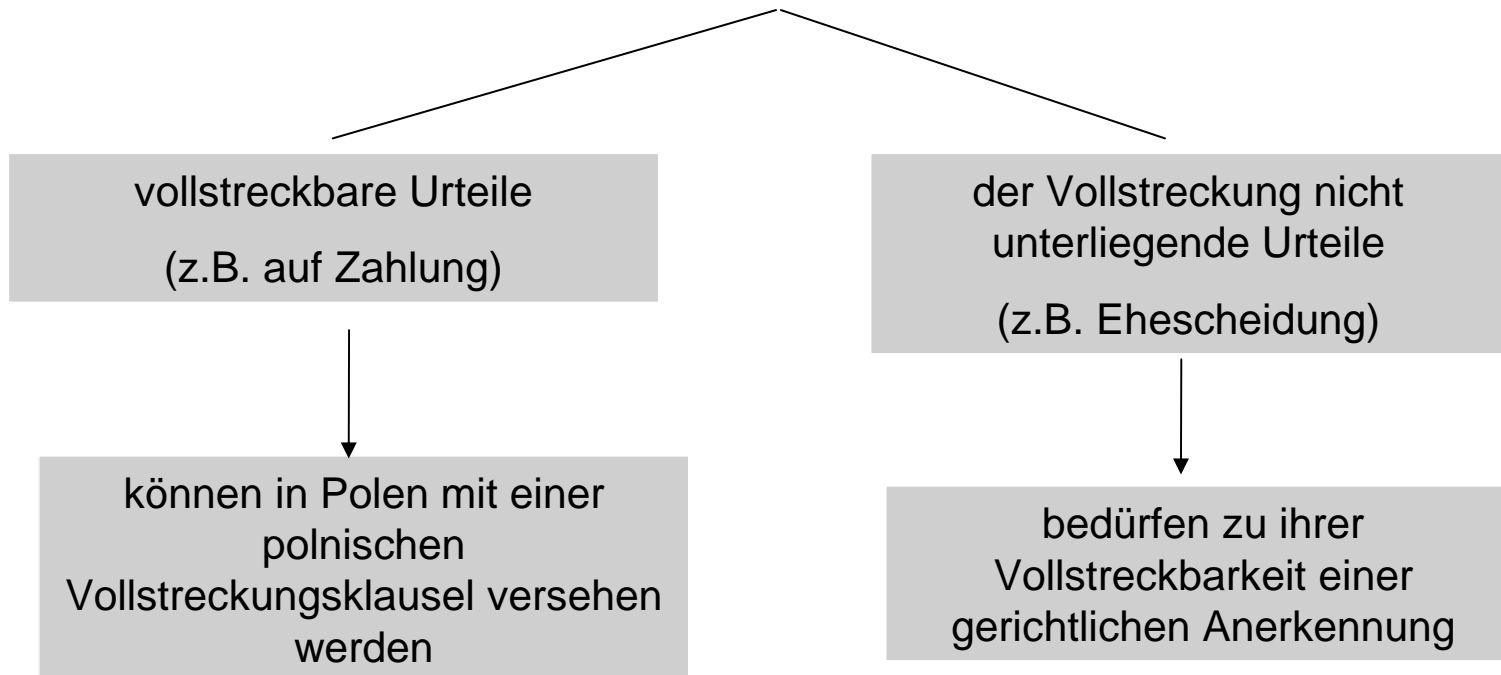 vollstreckbare Urteile
(z.B. auf Zahlung)
der Vollstreckung nicht
unterliegende Urteile
(z.B. Ehescheidung)
können in Polen mit einer
polnischen
Vollstreckungsklausel versehen
werden
bedürfen zu ihrer
Vollstreckbarkeit einer
gerichtlichen Anerkennung